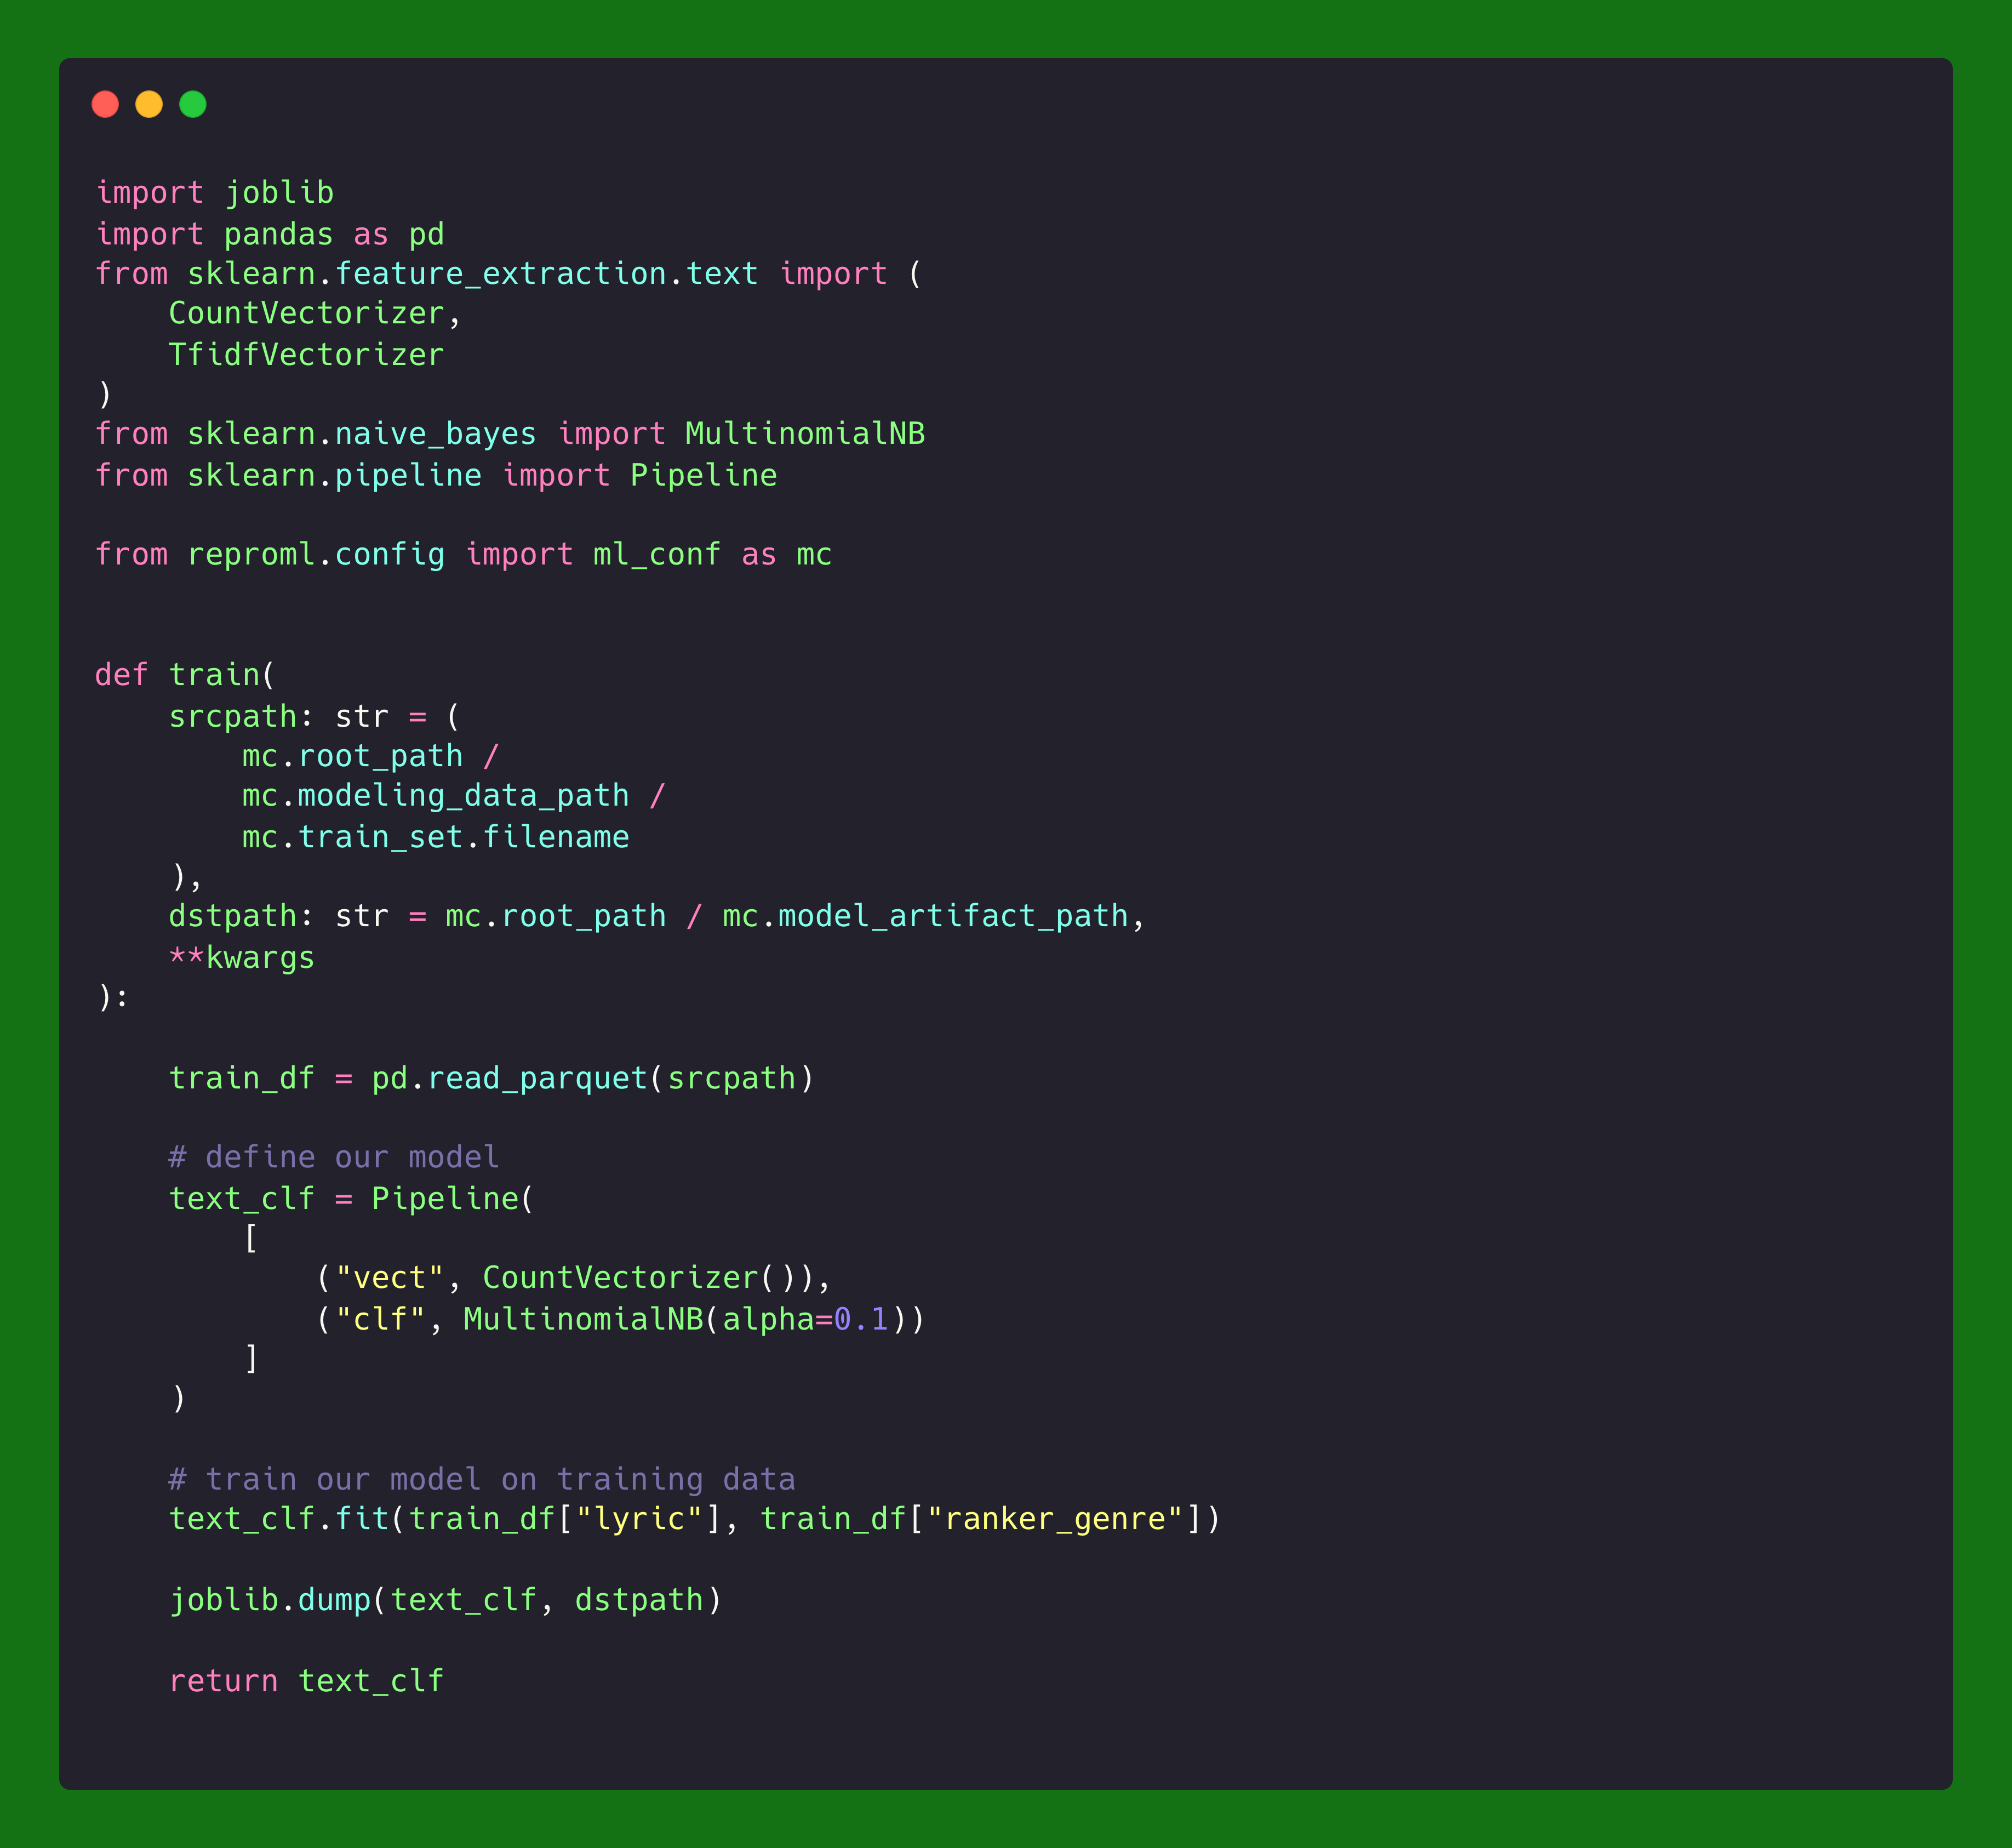 import joblib
import pandas as pd
from sklearn.feature_extraction.text import (
    CountVectorizer,
    TfidfVectorizer
)
from sklearn.naive_bayes import MultinomialNB
from sklearn.pipeline import Pipeline

from reproml.config import ml_conf as mc


def train(
    srcpath: str = (
        mc.root_path /
        mc.modeling_data_path /
        mc.train_set.filename
    ),
    dstpath: str = mc.root_path / mc.model_artifact_path,
    **kwargs
):

    train_df = pd.read_parquet(srcpath)

    # define our model
    text_clf = Pipeline(
        [
            ("vect", CountVectorizer()),
            ("clf", MultinomialNB(alpha=0.1))
        ]
    )

    # train our model on training data
    text_clf.fit(train_df["lyric"], train_df["ranker_genre"])

    joblib.dump(text_clf, dstpath)

    return text_clf